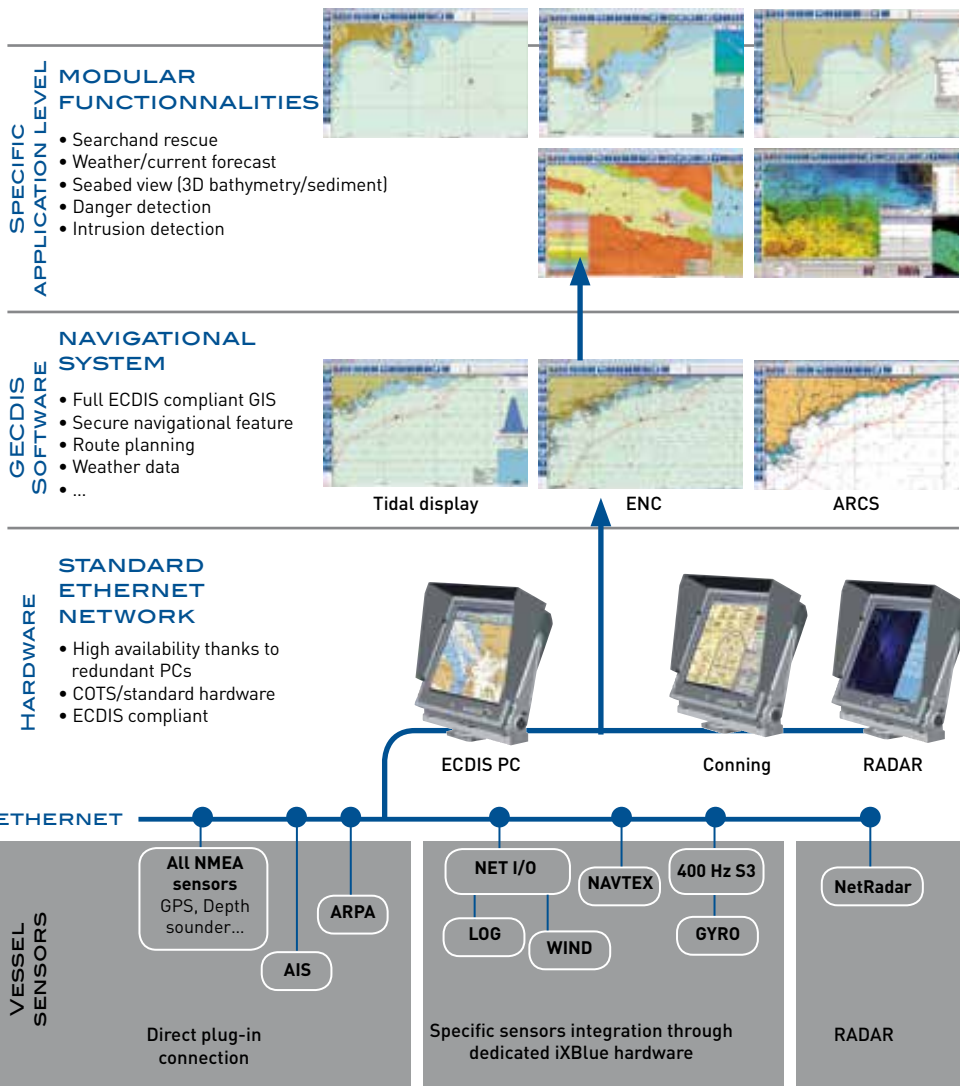 SPECIFIC
APPLICATION LEVEL
MODULAR
FUNCTIONNALITIES
• Searchand rescue
• Weather/current forecast
• Seabed view (3D bathymetry/sediment)
• Danger detection
• Intrusion detection
GECDIS
SOFTWARE
NAVIGATIONAL
SYSTEM
• Full ECDIS compliant GIS
• Secure navigational feature
• Route planning
• Weather data
• ...
Tidal display
ENC
ARCS
HARDWARE
STANDARD
ETHERNET
NETWORK
• High availability thanks to
redundant PCs
• COTS/standard hardware
• ECDIS compliant
ECDIS PC
Conning
RADAR
ETHERNET
VESSEL
SENSORS
All NMEA
sensors
GPS, Depth
sounder...
AIS
ARPA
NET I/O
LOG
WIND
NAVTEX
400 Hz S3
GYRO
NetRadar
Direct plug-in
connection
Specific sensors integration through
dedicated iXBlue hardware
RADAR